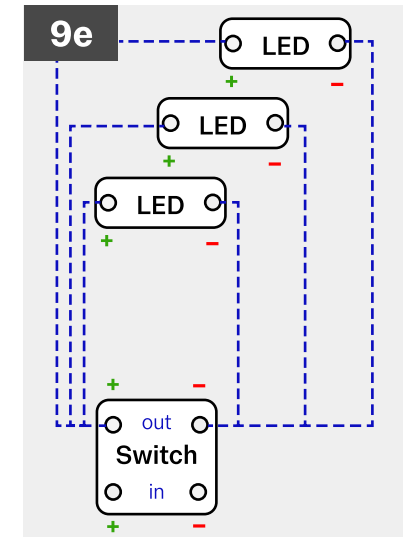 9e
LED
+ −
LED
+ −
LED
+ −
+ −
out
Switch
in
+ −